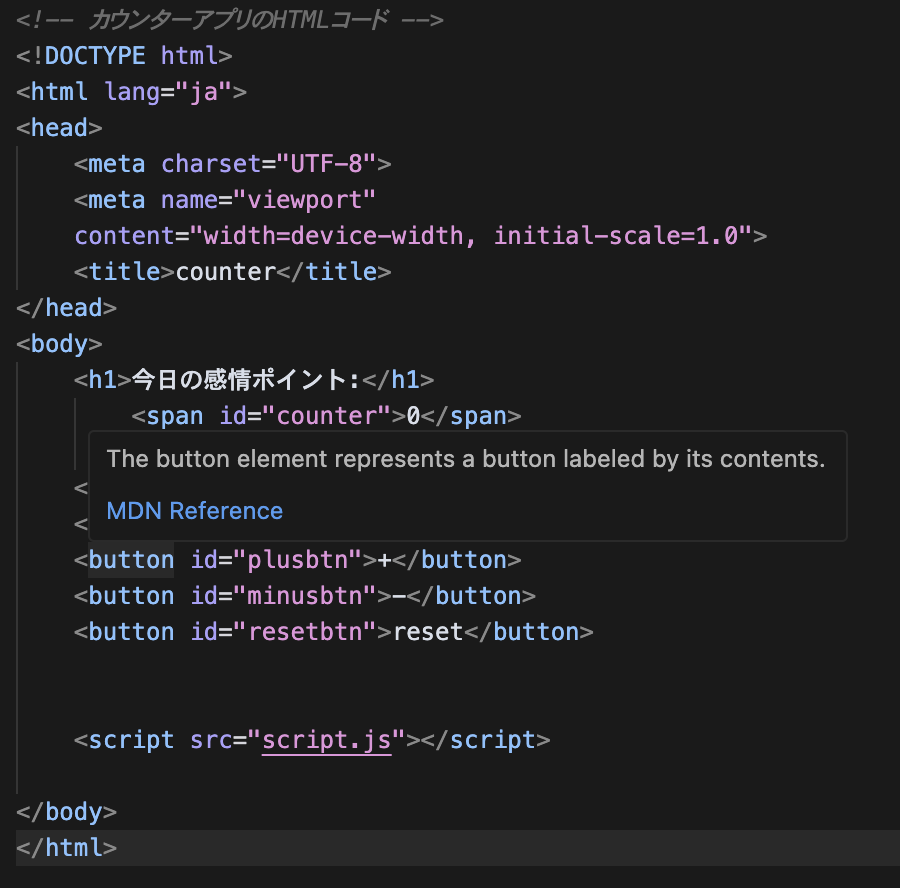 <!-- カウンターアプリのHTMLコード -->
<!DOCTYPE html>
<html lang="ja">
<head>
<meta charset="UTF-8">
<meta name="viewport"
content="width=device-width, initial-scale=1.0">
<title>counter</title>
</head>
<body>
<h1>今日の感情ポイント:</h1>
<span id="counter">0</span>
The button element represents a button labeled by its contents.
<
MDN Reference
<
<button id="plusbtn">+</button>
<button id="minusbtn">-</button>
<button id="resetbtn">reset</button>
<script src="script.js"></script>
</body>
</html>